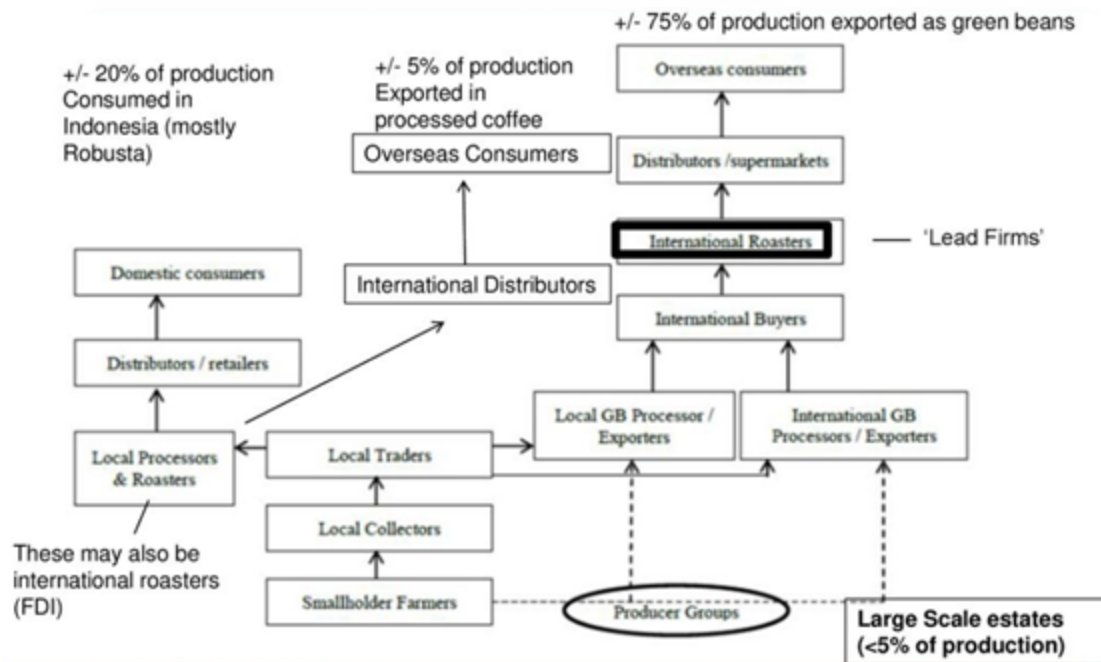 +/- 75% of production exported as green beans
+/- 20% of production
Consumed in
Indonesia (mostly
Robusta)
+/- 5% of production
Exported in
processed coffee
Overseas Consumers
Overseas consumers
Distributors /supermarkets
International Roasters
'Lead Firms'
Domestic consumers
International Distributors
International Buyers
Distributors / retailers
Local GB Processor /
Exporters
International GB
Processors / Exporters
Local Processors
& Roasters
Local Traders
Local Collectors
These may also be
international roasters
(FDI)
Smallholder Farmers
Producer Groups
Large Scale estates
(<5% of production)